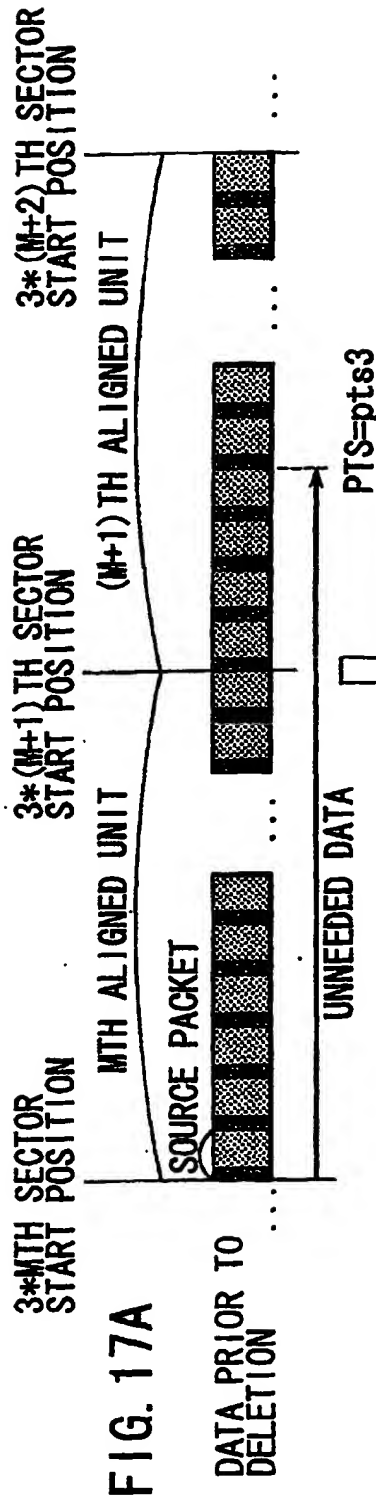 FIG. 17A
3*MTH SECTOR
START POSITION
3*(M+1)TH SECTOR
START POSITION
3*(M+2)TH SECTOR
START POSITION
MTH ALIGNED UNIT
(M+1)TH ALIGNED UNIT
SOURCE PACKET
DATA PRIOR TO
DELETION
...
...
...
...
UNNEEDED DATA
PTS=pts3